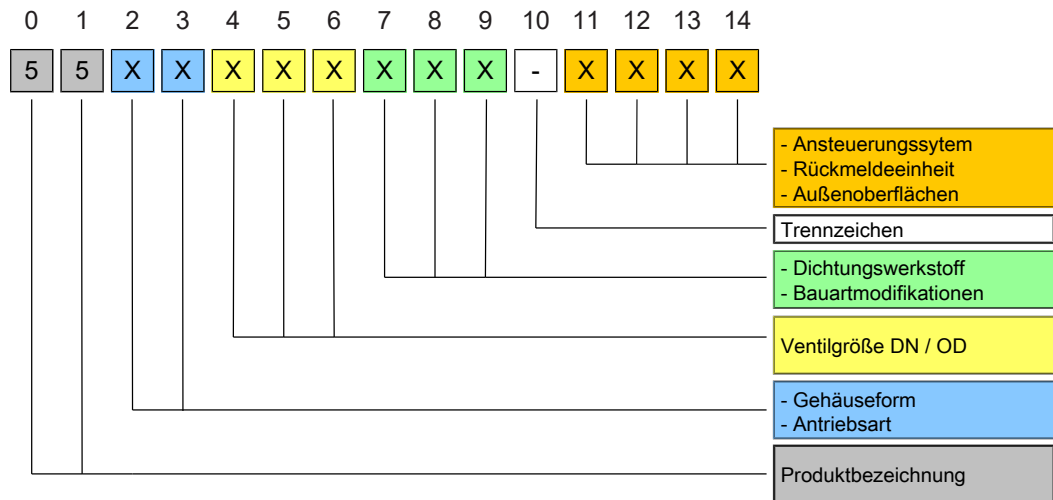 0 1 2 3 4 5 6 7 8 9 10 11 12 13 14
5 5 X X X X X X X X - X X X X
- Ansteuerungssytem
- Rückmeldeeinheit
- Außenoberflächen
Trennzeichen
- Dichtungswerkstoff
- Bauartmodifikationen
Ventilgröße DN / OD
- Gehäuseform
- Antriebsart
Produktbezeichnung